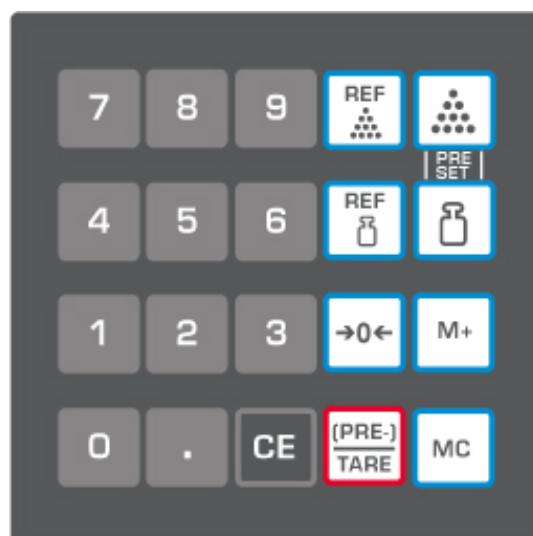 7 8 9 REF
PRE
SET
4 5 6 REF
1 2 3 →0← M+
0 . CE (PRE-)
TARE MC